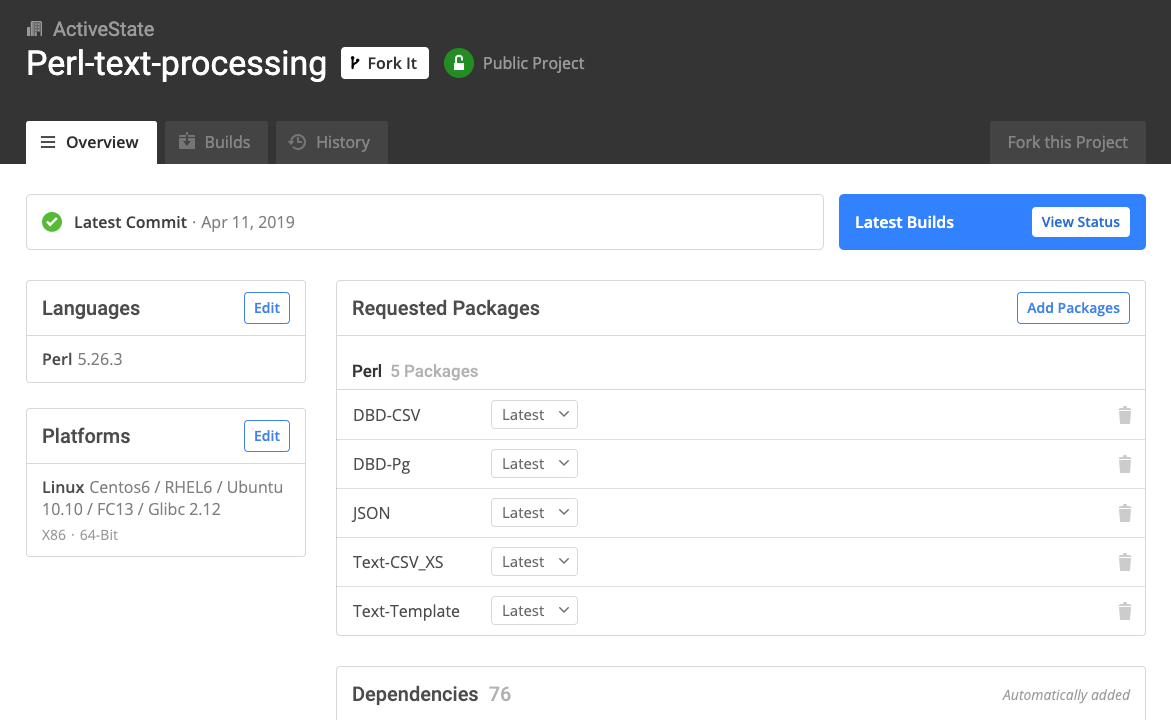 ActiveState
Perl-text-processing
Fork It
Public Project
Overview
Builds
History
Fork this Project
Latest Commit · Apr 11, 2019
Latest Builds
View Status
Languages
Edit
Perl 5.26.3
Platforms
Edit
Linux Centos6 / RHEL6 / Ubuntu
10.10 / FC13 / Glibc 2.12
X86 · 64-Bit
Requested Packages
Add Packages
Perl 5 Packages
DBD-CSV Latest
DBD-Pg Latest
JSON Latest
Text-CSV_XS Latest
Text-Template Latest
Dependencies 76
Automatically added